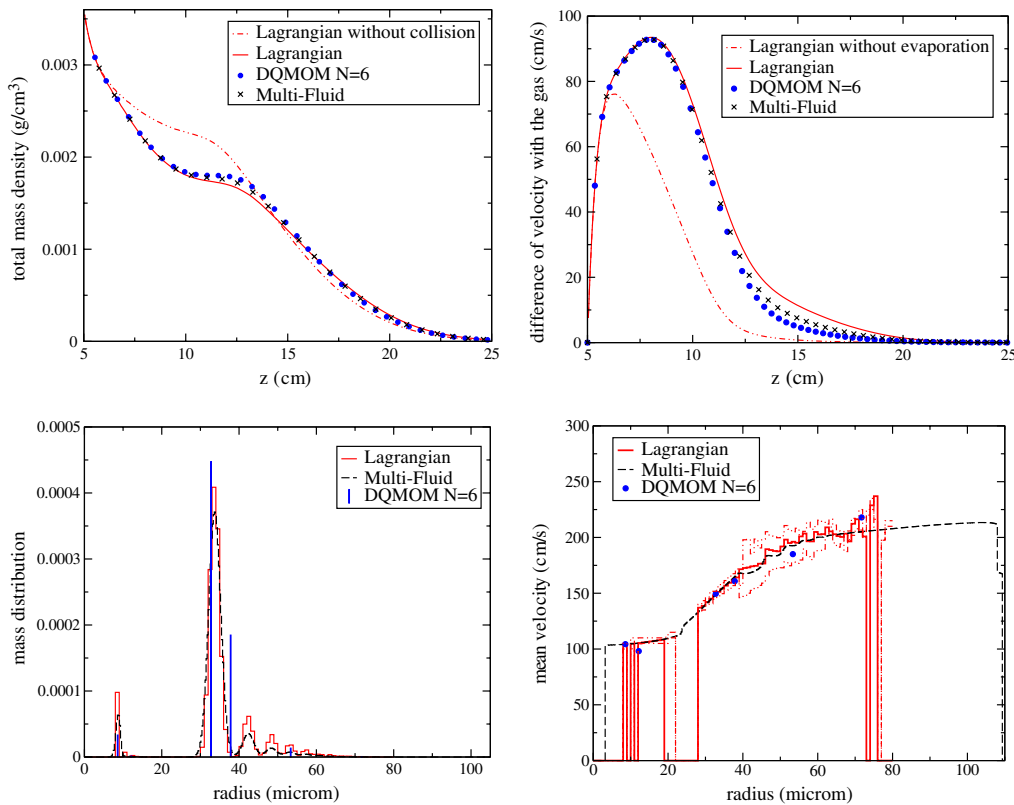 Lagrangian without collision
Lagrangian
DQMOM N=6
Multi-Fluid
total mass density (g/cm³)
0.003
0.002
0.001
0
5 10 15 20 25
z (cm)
Lagrangian without evaporation
Lagrangian
DQMOM N=6
Multi-Fluid
difference of velocity with the gas (cm/s)
100
80
60
40
20
0
5 10 15 20 25
z (cm)
Lagrangian
Multi-Fluid
DQMOM N=6
mass distribution
0.0005
0.0004
0.0003
0.0002
0.0001
0
0 20 40 60 80 100
radius (microm)
Lagrangian
Multi-Fluid
DQMOM N=6
mean velocity (cm/s)
300
250
200
150
100
50
0
0 20 40 60 80 100
radius (microm)